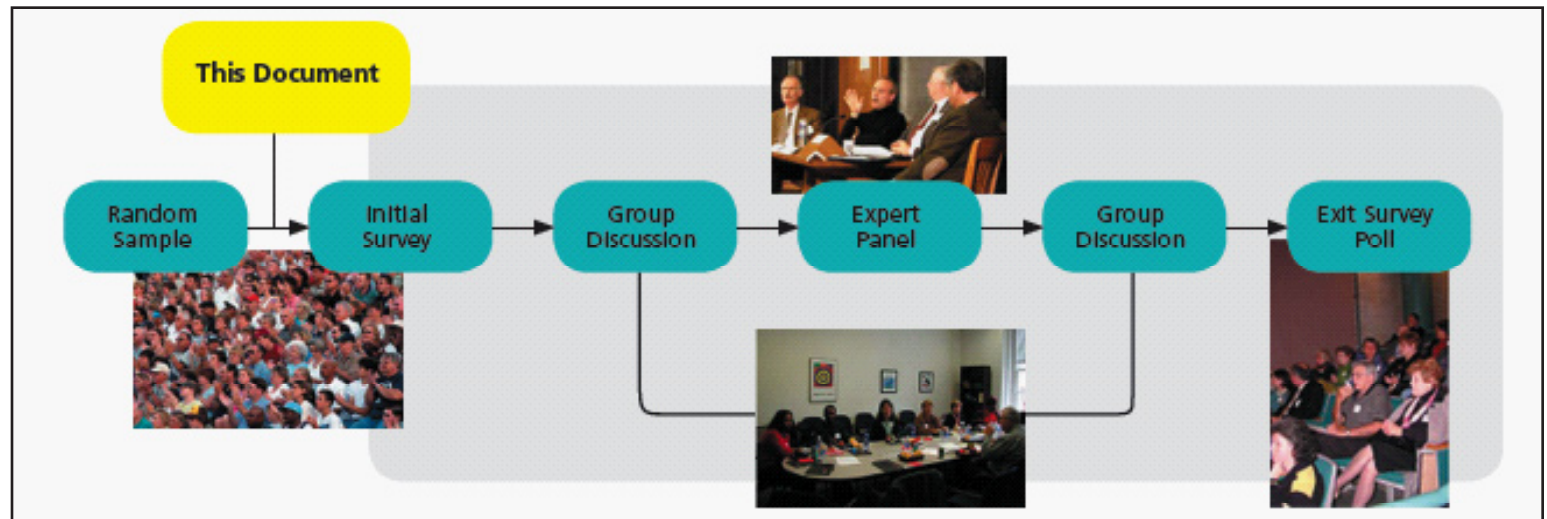 This Document
Random
Sample
Initial
Survey
Group
Discussion
Expert
Panel
Group
Discussion
Exit Survey
Poll